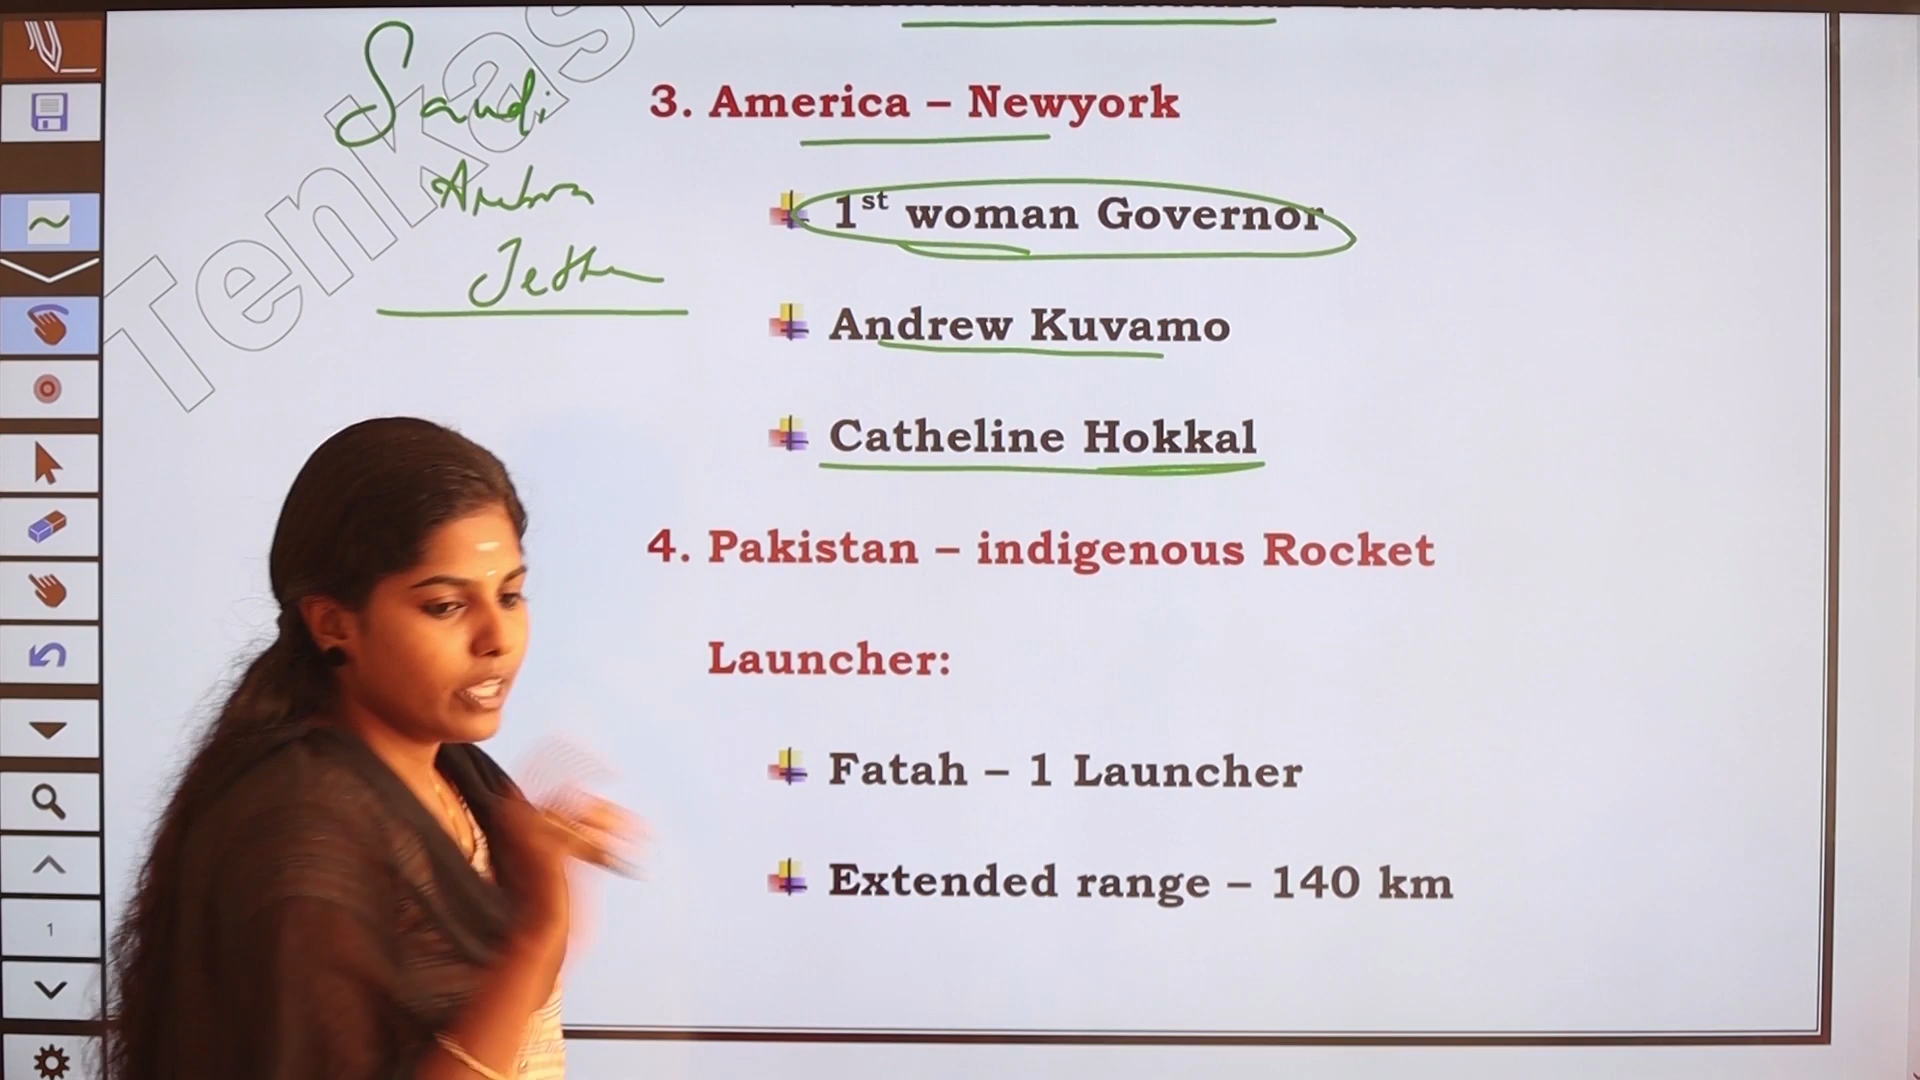 3. America – Newyork
1st woman Governor
Andrew Kuvamo
Catheline Hokkal
4. Pakistan – indigenous Rocket
Launcher:
Fatah – 1 Launcher
Extended range – 140 km
Saudi
Tenkasi
1